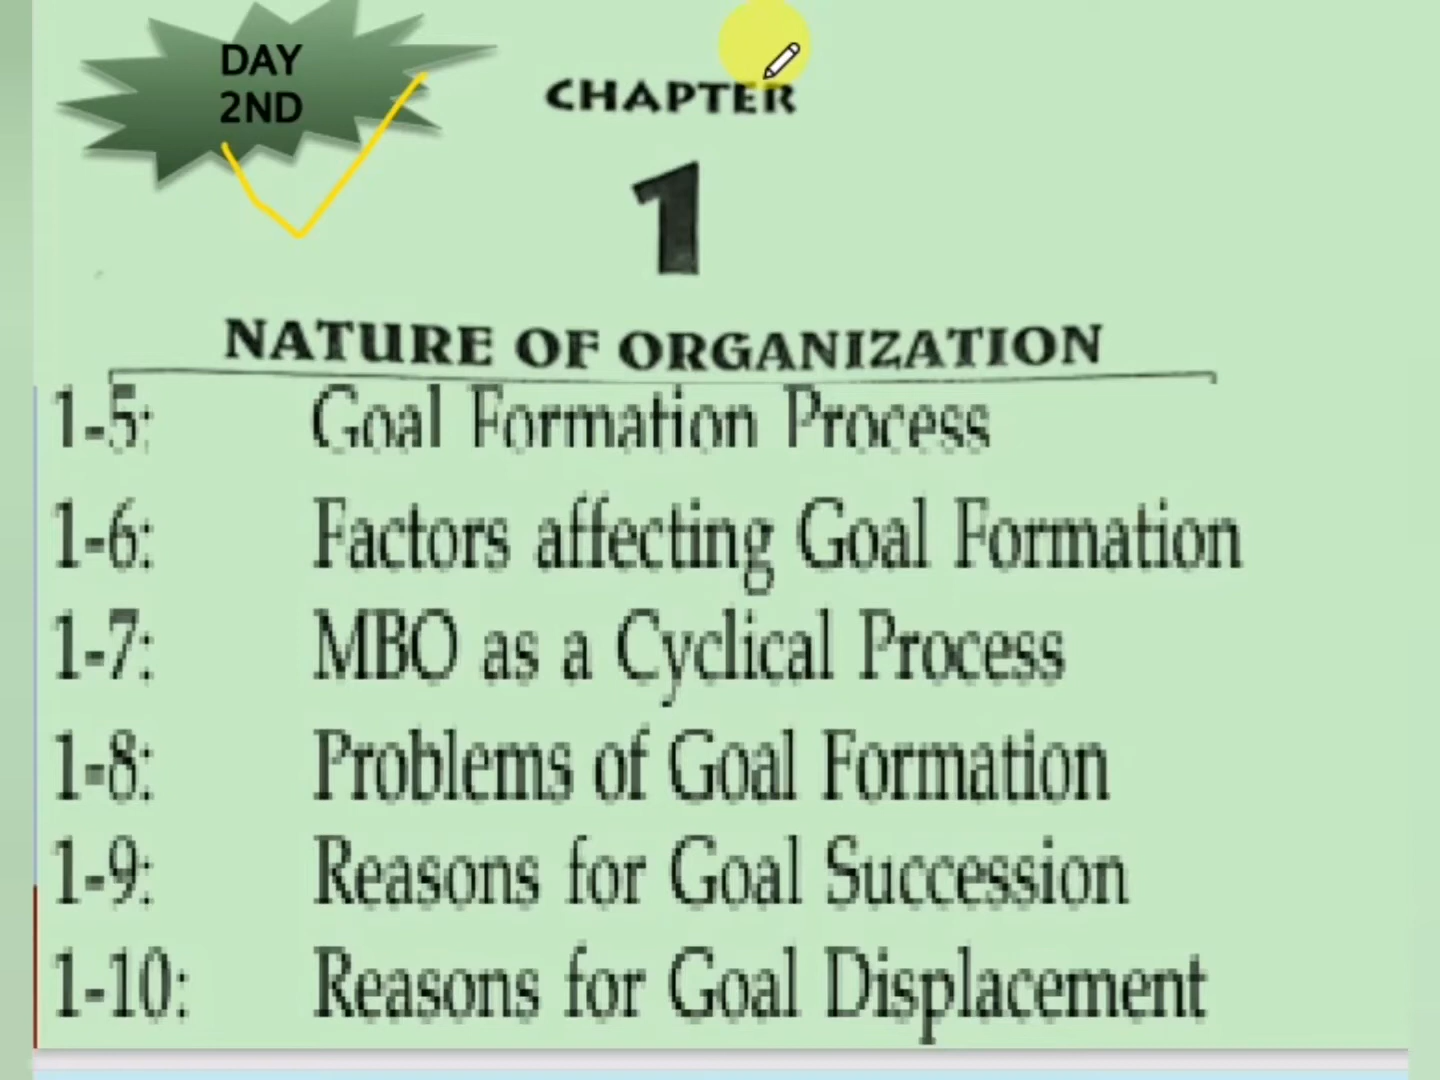 DAY
2ND
CHAPTER
1
NATURE OF ORGANIZATION
1-5: Goal Formation Process
1-6: Factors affecting Goal Formation
1-7: MBO as a Cyclical Process
1-8: Problems of Goal Formation
1-9: Reasons for Goal Succession
1-10: Reasons for Goal Displacement